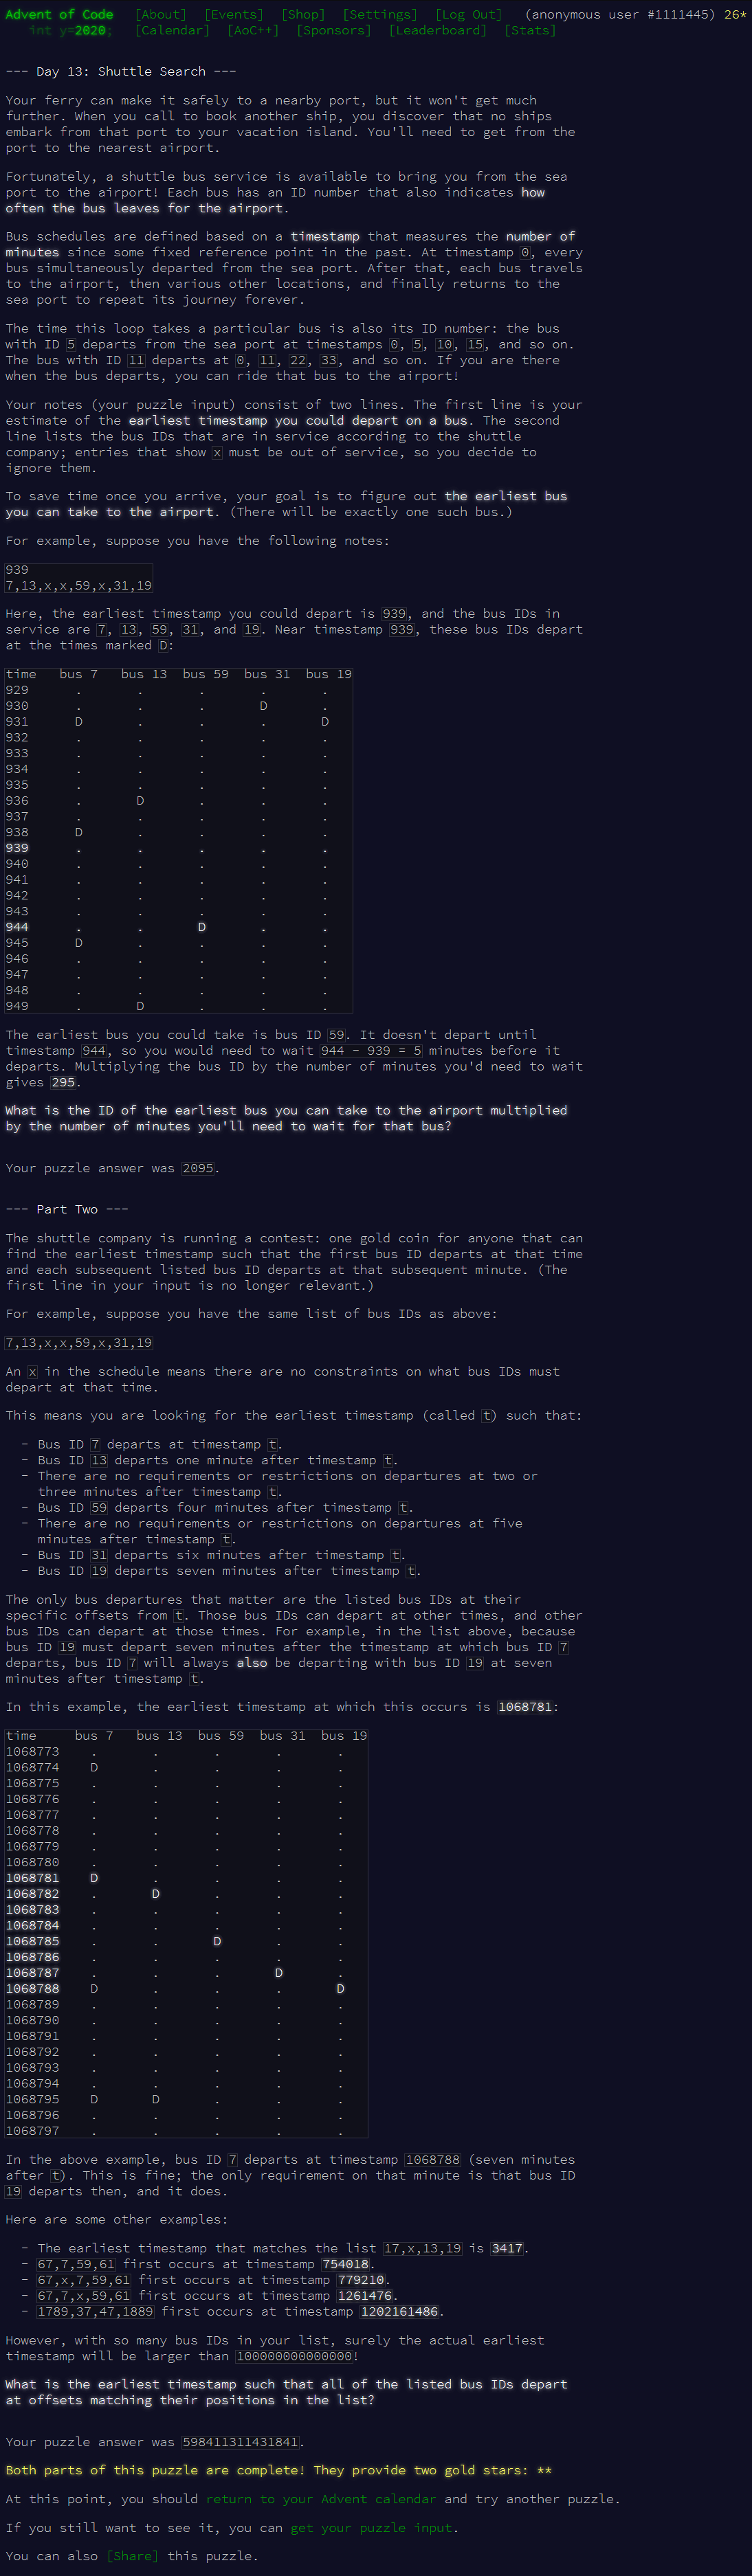 Advent of Code [About] [Events] [Shop] [Settings] [Log Out] (anonymous user #1111445) 26*
int y=2020; [Calendar] [AoC++] [Sponsors] [Leaderboard] [Stats]
--- Day 13: Shuttle Search ---
Your ferry can make it safely to a nearby port, but it won't get much
further. When you call to book another ship, you discover that no ships
embark from that port to your vacation island. You'll need to get from the
port to the nearest airport.
Fortunately, a shuttle bus service is available to bring you from the sea
port to the airport! Each bus has an ID number that also indicates how
often the bus leaves for the airport.
Bus schedules are defined based on a timestamp that measures the number of
minutes since some fixed reference point in the past. At timestamp 0, every
bus simultaneously departed from the sea port. After that, each bus travels
to the airport, then various other locations, and finally returns to the
sea port to repeat its journey forever.
The time this loop takes a particular bus is also its ID number: the bus
with ID 5 departs from the sea port at timestamps 0, 5, 10, 15, and so on.
The bus with ID 11 departs at 0, 11, 22, 33, and so on. If you are there
when the bus departs, you can ride that bus to the airport!
Your notes (your puzzle input) consist of two lines. The first line is your
estimate of the earliest timestamp you could depart on a bus. The second
line lists the bus IDs that are in service according to the shuttle
company; entries that show x must be out of service, so you decide to
ignore them.
To save time once you arrive, your goal is to figure out the earliest bus
you can take to the airport. (There will be exactly one such bus.)
For example, suppose you have the following notes:
939
7,13,x,x,59,x,31,19
Here, the earliest timestamp you could depart is 939, and the bus IDs in
service are 7, 13, 59, 31, and 19. Near timestamp 939, these bus IDs depart
at the times marked D:
time bus 7 bus 13 bus 59 bus 31 bus 19
929 . . . . .
930 . . . D .
931 D . . . D
932 . . . . .
933 . . . . .
934 . . . . .
935 . . . . .
936 . D . . .
937 . . . . .
938 D . . . .
939 . . . . .
940 . . . . .
941 . . . . .
942 . . . . .
943 . . . . .
944 . . D . .
945 D . . . .
946 . . . . .
947 . . . . .
948 . . . . .
949 . D . . .
The earliest bus you could take is bus ID 59. It doesn't depart until
timestamp 944, so you would need to wait 944 - 939 = 5 minutes before it
departs. Multiplying the bus ID by the number of minutes you'd need to wait
gives 295.
What is the ID of the earliest bus you can take to the airport multiplied
by the number of minutes you'll need to wait for that bus?
Your puzzle answer was 2095.
--- Part Two ---
The shuttle company is running a contest: one gold coin for anyone that can
find the earliest timestamp such that the first bus ID departs at that time
and each subsequent listed bus ID departs at that subsequent minute. (The
first line in your input is no longer relevant.)
For example, suppose you have the same list of bus IDs as above:
7,13,x,x,59,x,31,19
An x in the schedule means there are no constraints on what bus IDs must
depart at that time.
This means you are looking for the earliest timestamp (called t) such that:
- Bus ID 7 departs at timestamp t.
- Bus ID 13 departs one minute after timestamp t.
- There are no requirements or restrictions on departures at two or
three minutes after timestamp t.
- Bus ID 59 departs four minutes after timestamp t.
- There are no requirements or restrictions on departures at five
minutes after timestamp t.
- Bus ID 31 departs six minutes after timestamp t.
- Bus ID 19 departs seven minutes after timestamp t.
The only bus departures that matter are the listed bus IDs at their
specific offsets from t. Those bus IDs can depart at other times, and other
bus IDs can depart at those times. For example, in the list above, because
bus ID 19 must depart seven minutes after the timestamp at which bus ID 7
departs, bus ID 7 will always also be departing with bus ID 19 at seven
minutes after timestamp t.
In this example, the earliest timestamp at which this occurs is 1068781:
time bus 7 bus 13 bus 59 bus 31 bus 19
1068773 . . . . .
1068774 D . . . .
1068775 . . . . .
1068776 . . . . .
1068777 . . . . .
1068778 . . . . .
1068779 . . . . .
1068780 . . . . .
1068781 D . . . .
1068782 . D . . .
1068783 . . . . .
1068784 . . . . .
1068785 . . D . .
1068786 . . . . .
1068787 . . . D .
1068788 D . . . D
1068789 . . . . .
1068790 . . . . .
1068791 . . . . .
1068792 . . . . .
1068793 . . . . .
1068794 . . . . .
1068795 D D . . .
1068796 . . . . .
1068797 . . . . .
In the above example, bus ID 7 departs at timestamp 1068788 (seven minutes
after t). This is fine; the only requirement on that minute is that bus ID
19 departs then, and it does.
Here are some other examples:
- The earliest timestamp that matches the list 17,x,13,19 is 3417.
- 67,7,59,61 first occurs at timestamp 754018.
- 67,x,7,59,61 first occurs at timestamp 779210.
- 67,7,x,59,61 first occurs at timestamp 1261476.
- 1789,37,47,1889 first occurs at timestamp 1202161486.
However, with so many bus IDs in your list, surely the actual earliest
timestamp will be larger than 100000000000000!
What is the earliest timestamp such that all of the listed bus IDs depart
at offsets matching their positions in the list?
Your puzzle answer was 598411311431841.
Both parts of this puzzle are complete! They provide two gold stars: **
At this point, you should return to your Advent calendar and try another puzzle.
If you still want to see it, you can get your puzzle input.
You can also [Share] this puzzle.